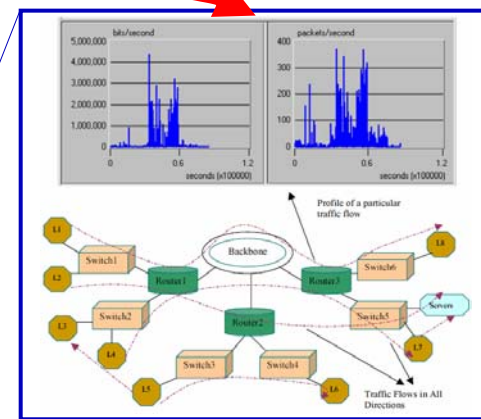 bits/second
5,000,000
4,000,000
3,000,000
2,000,000
1,000,000
0
0
0.6
1.2
seconds (x100000)
packets/second
400
300
200
100
0
0
0.6
1.2
seconds (x100000)
Profile of a particular
traffic flow
L1
L2
L3
L4
L5
L6
L7
L8
Switch1
Switch2
Switch3
Switch4
Switch5
Switch6
Router1
Router2
Router3
Backbone
Servers
Traffic Flows in All
Directions